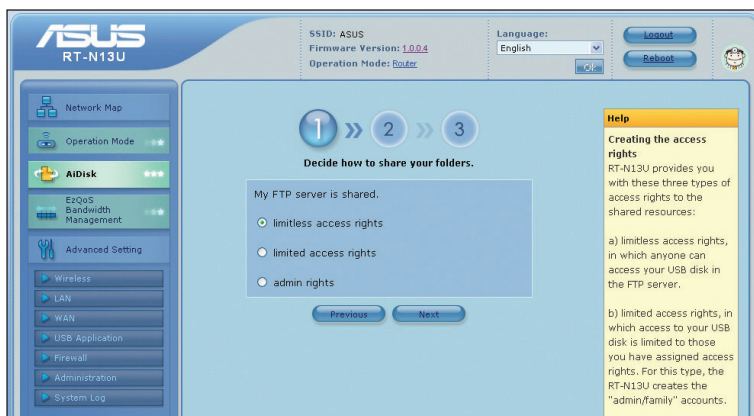 ASUS
RT-N13U
SSID: ASUS
Firmware Version: 1.0.0.4
Operation Mode: Router
Language:
English
Ok
Logout
Reboot
Network Map
Operation Mode
AiDisk
EzQoS
Bandwidth
Management
Advanced Setting
Wireless
LAN
WAN
USB Application
Firewall
Administration
System Log
1 » 2 » 3
Decide how to share your folders.
My FTP server is shared.
limitless access rights
limited access rights
admin rights
Previous
Next
Help
Creating the access
rights
RT-N13U provides you
with these three types of
access rights to the
shared resources:
a) limitless access rights,
in which anyone can
access your USB disk in
the FTP server.
b) limited access rights, in
which access to your USB
disk is limited to those
you have assigned access
rights. For this type, the
RT-N13U creates the
"admin/family" accounts.